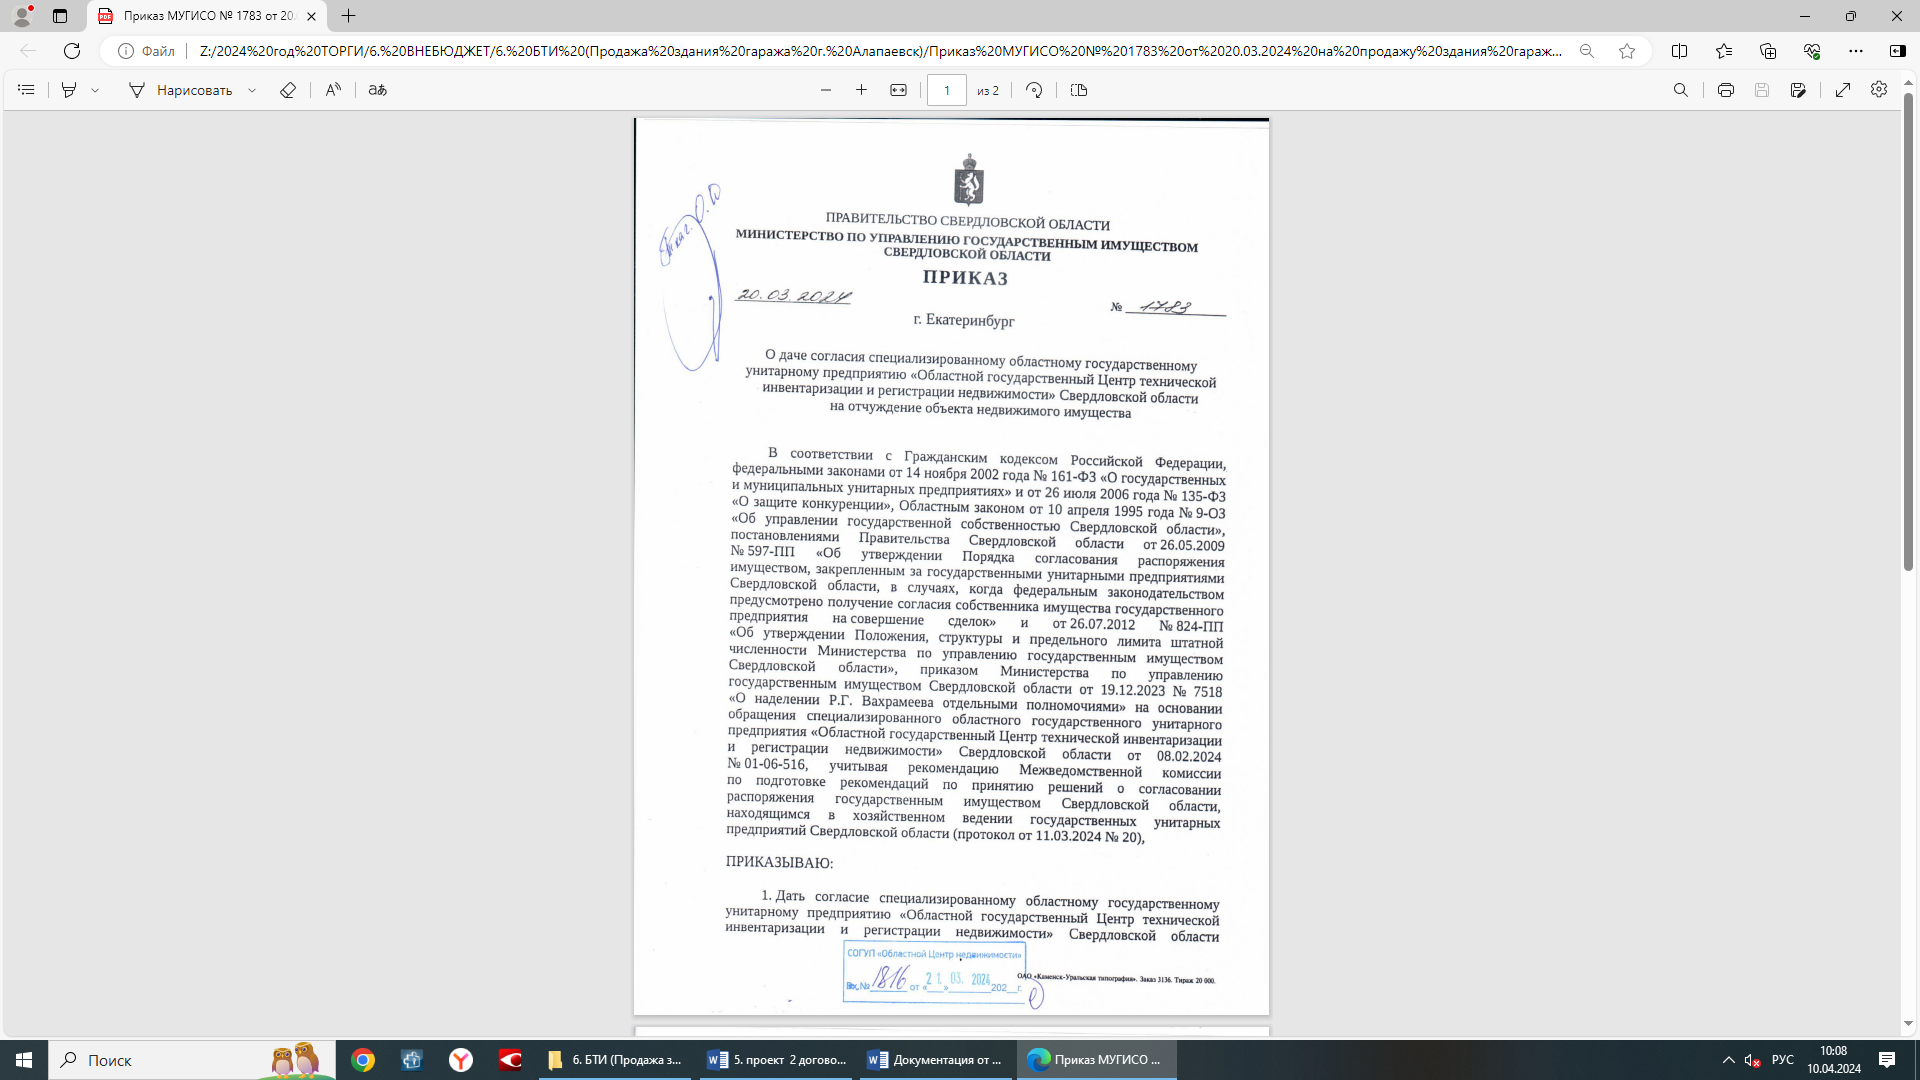 Приказ МУГИСО № 1783 от 20.
Файл
Z:/2024%20год%20ТОРГИ/6.%20ВНЕБЮДЖЕТ/6.%20БТИ%20(Продажа%20здания%20гаража%20г.%20Алапаевск)/Приказ%20МУГИСО%20№%201783%20от%2020.03.2024%20на%20продажу%20здания%20гараж...
Нарисовать
1
из 2
ПРАВИТЕЛЬСТВО СВЕРДЛОВСКОЙ ОБЛАСТИ
МИНИСТЕРСТВО ПО УПРАВЛЕНИЮ ГОСУДАРСТВЕННЫМ ИМУЩЕСТВОМ
СВЕРДЛОВСКОЙ ОБЛАСТИ
ПРИКАЗ
20.03.2024
№ 1783
г. Екатеринбург
О даче согласия специализированному областному государственному
унитарному предприятию «Областной государственный Центр технической
инвентаризации и регистрации недвижимости» Свердловской области
на отчуждение объекта недвижимого имущества
В соответствии с Гражданским кодексом Российской Федерации,
федеральными законами от 14 ноября 2002 года № 161-ФЗ «О государственных
и муниципальных унитарных предприятиях» и от 26 июля 2006 года № 135-ФЗ
«О защите конкуренции», Областным законом от 10 апреля 1995 года № 9-ОЗ
«Об управлении государственной собственностью Свердловской области»,
постановлениями Правительства Свердловской области от 26.05.2009
№ 597-ПП «Об утверждении Порядка согласования распоряжения
имуществом, закрепленным за государственными унитарными предприятиями
Свердловской области, в случаях, когда федеральным законодательством
предусмотрено получение согласия собственника имущества государственного
предприятия на совершение сделок» и от 26.07.2012 № 824-ПП
«Об утверждении Положения, структуры и предельного лимита штатной
численности Министерства по управлению государственным имуществом
Свердловской области», приказом Министерства по управлению
государственным имуществом Свердловской области от 19.12.2023 № 7518
«О наделении Р.Г. Вахрамеева отдельными полномочиями» на основании
обращения специализированного областного государственного унитарного
предприятия «Областной государственный Центр технической инвентаризации
и регистрации недвижимости» Свердловской области от 08.02.2024
№ 01-06-516, учитывая рекомендацию Межведомственной комиссии
по подготовке рекомендаций по принятию решений о согласовании
распоряжения государственным имуществом Свердловской области,
находящимся в хозяйственном ведении государственных унитарных
предприятий Свердловской области (протокол от 11.03.2024 № 20),
ПРИКАЗЫВАЮ:
1. Дать согласие специализированному областному государственному
унитарному предприятию «Областной государственный Центр технической
инвентаризации и регистрации недвижимости» Свердловской области
СОГУП «Областной Центр недвижимости»
Вх. № 1816 от «21» 03. 2024 202__г.
ОАО «Каменск-Уральская типография». Заказ 3136. Тираж 20 000.
Поиск
6. БТИ (Продажа з...
5. проект 2 догово...
Документация от ...
Приказ МУГИСО ...
РУС
10:08
10.04.2024